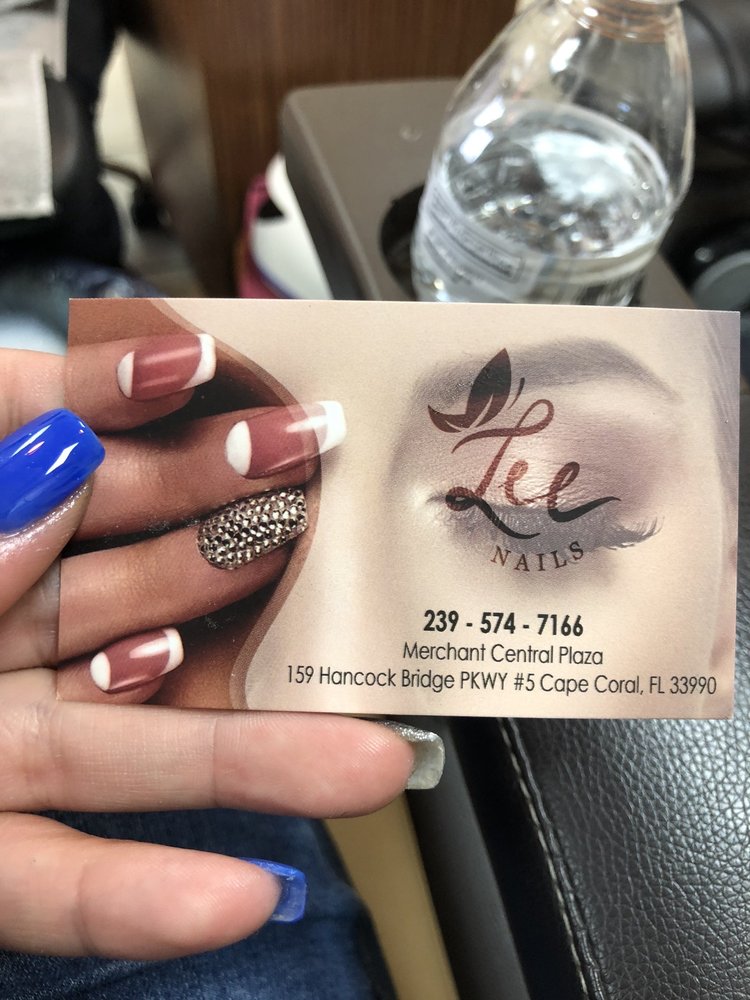 Lee
NAILS
239 - 574 - 7166
Merchant Central Plaza
159 Hancock Bridge PKWY #5 Cape Coral, FL 33990